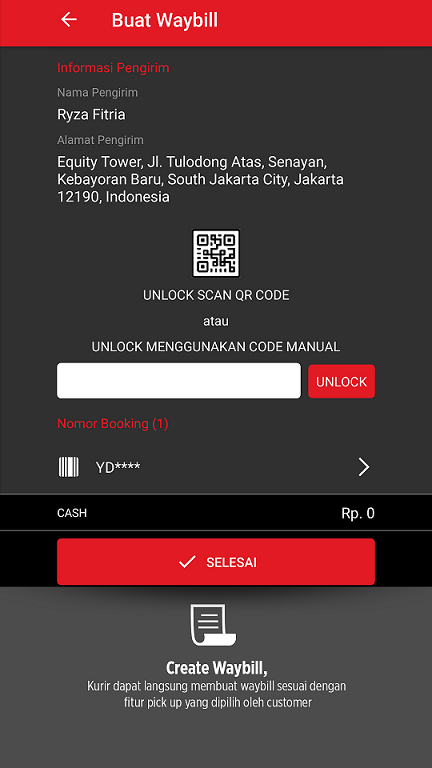 Buat Waybill
Informasi Pengirim
Nama Pengirim
Ryza Fitria
Alamat Pengirim
Equity Tower, Jl. Tulodong Atas, Senayan,
Kebayoran Baru, South Jakarta City, Jakarta
12190, Indonesia
UNLOCK SCAN QR CODE
atau
UNLOCK MENGGUNAKAN CODE MANUAL
UNLOCK
Nomor Booking (1)
YD****
CASH Rp. 0
SELESAI
Create Waybill,
Kurir dapat langsung membuat waybill sesuai dengan
fitur pick up yang dipilih oleh customer